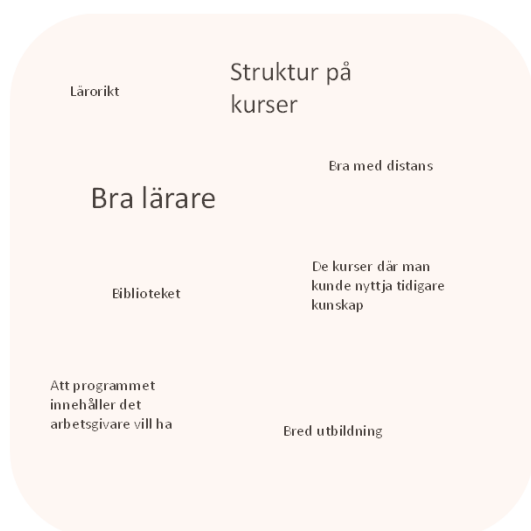 Struktur på
kurser
Lärorikt
Bra med distans
Bra lärare
De kurser där man
kunde nyttja tidigare
kunskap
Biblioteket
Att programmet
innehåller det
arbetsgivare vill ha
Bred utbildning